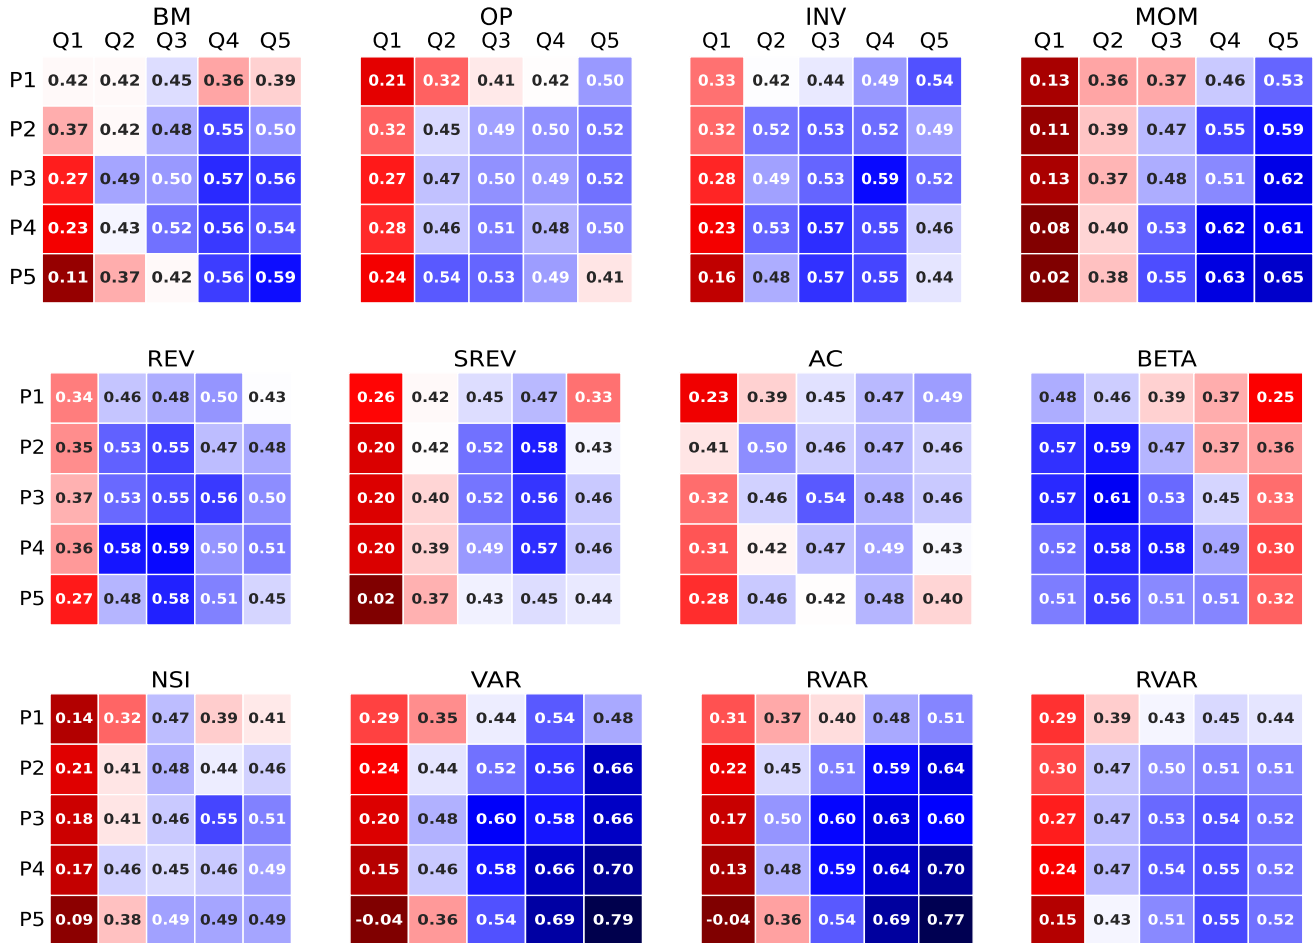 BM OP INV MOM
Q1 Q2 Q3 Q4 Q5 Q1 Q2 Q3 Q4 Q5 Q1 Q2 Q3 Q4 Q5 Q1 Q2 Q3 Q4 Q5
P1 0.42 0.42 0.45 0.36 0.39 0.21 0.32 0.41 0.42 0.50 0.33 0.42 0.44 0.49 0.54 0.13 0.36 0.37 0.46 0.53
P2 0.37 0.42 0.48 0.55 0.50 0.32 0.45 0.49 0.50 0.52 0.32 0.52 0.53 0.52 0.49 0.11 0.39 0.47 0.55 0.59
P3 0.27 0.49 0.50 0.57 0.56 0.27 0.47 0.50 0.49 0.52 0.28 0.49 0.53 0.59 0.52 0.13 0.37 0.48 0.51 0.62
P4 0.23 0.43 0.52 0.56 0.54 0.28 0.46 0.51 0.48 0.50 0.23 0.53 0.57 0.55 0.46 0.08 0.40 0.53 0.62 0.61
P5 0.11 0.37 0.42 0.56 0.59 0.24 0.54 0.53 0.49 0.41 0.16 0.48 0.57 0.55 0.44 0.02 0.38 0.55 0.63 0.65
REV SREV AC BETA
P1 0.34 0.46 0.48 0.50 0.43 0.26 0.42 0.45 0.47 0.33 0.23 0.39 0.45 0.47 0.49 0.48 0.46 0.39 0.37 0.25
P2 0.35 0.53 0.55 0.47 0.48 0.20 0.42 0.52 0.58 0.43 0.41 0.50 0.46 0.47 0.46 0.57 0.59 0.47 0.37 0.36
P3 0.37 0.53 0.55 0.56 0.50 0.20 0.40 0.52 0.56 0.46 0.32 0.46 0.54 0.48 0.46 0.57 0.61 0.53 0.45 0.33
P4 0.36 0.58 0.59 0.50 0.51 0.20 0.39 0.49 0.57 0.46 0.31 0.42 0.47 0.49 0.43 0.52 0.58 0.58 0.49 0.30
P5 0.27 0.48 0.58 0.51 0.45 0.02 0.37 0.43 0.45 0.44 0.28 0.46 0.42 0.48 0.40 0.51 0.56 0.51 0.51 0.32
NSI VAR RVAR RVAR
P1 0.14 0.32 0.47 0.39 0.41 0.29 0.35 0.44 0.54 0.48 0.31 0.37 0.40 0.48 0.51 0.29 0.39 0.43 0.45 0.44
P2 0.21 0.41 0.48 0.44 0.46 0.24 0.44 0.52 0.56 0.66 0.22 0.45 0.51 0.59 0.64 0.30 0.47 0.50 0.51 0.51
P3 0.18 0.41 0.46 0.55 0.51 0.20 0.48 0.60 0.58 0.66 0.17 0.50 0.60 0.63 0.60 0.27 0.47 0.53 0.54 0.52
P4 0.17 0.46 0.45 0.46 0.49 0.15 0.46 0.58 0.66 0.70 0.13 0.48 0.59 0.64 0.70 0.24 0.47 0.54 0.55 0.52
P5 0.09 0.38 0.49 0.49 0.49 -0.04 0.36 0.54 0.69 0.79 -0.04 0.36 0.54 0.69 0.77 0.15 0.43 0.51 0.55 0.52